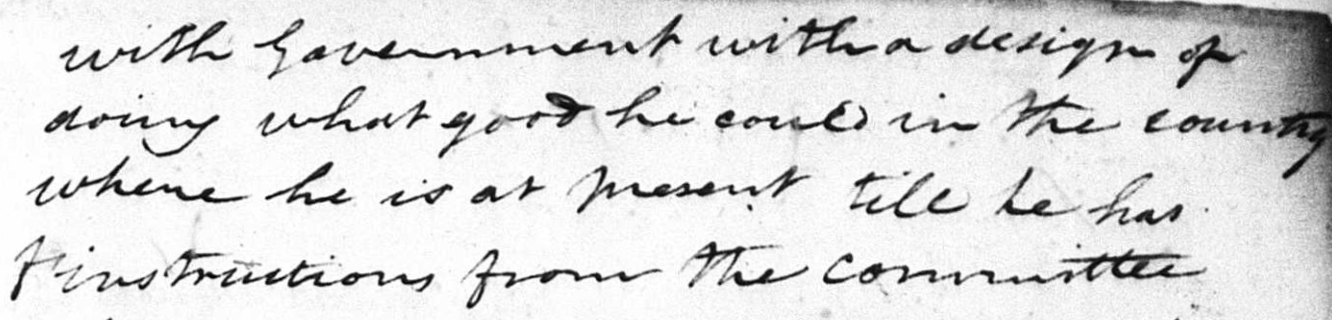 with Government with a design of
doing what good he could in the country
where he is at present till he has
instructions from the committee